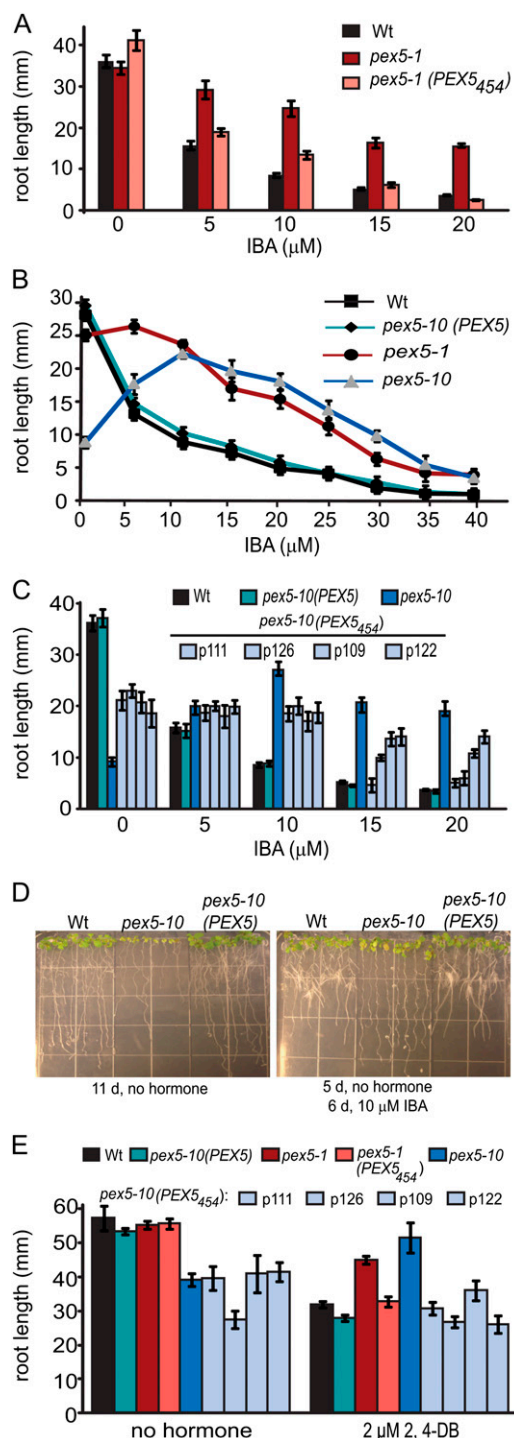 A
Wt
pex5-1
pex5-1 (PEX5454)
root length (mm)
40
30
20
10
0
0 5 10 15 20
IBA (μM)
B
Wt
pex5-10 (PEX5)
pex5-1
pex5-10
root length (mm)
30
25
20
15
10
5
0
0 5 10 15 20 25 30 35 40
IBA (μM)
C
Wt pex5-10(PEX5) pex5-10
pex5-10(PEX5454)
p111 p126 p109 p122
root length (mm)
40
30
20
10
0
0 5 10 15 20
IBA (μM)
D
Wt pex5-10 pex5-10 (PEX5)
Wt pex5-10 pex5-10 (PEX5)
11 d, no hormone
5 d, no hormone
6 d, 10 μM IBA
E
Wt pex5-10(PEX5) pex5-1 pex5-1 (PEX5454) pex5-10
pex5-10(PEX5454): p111 p126 p109 p122
root length (mm)
60
50
40
30
20
10
0
no hormone 2 μM 2, 4-DB